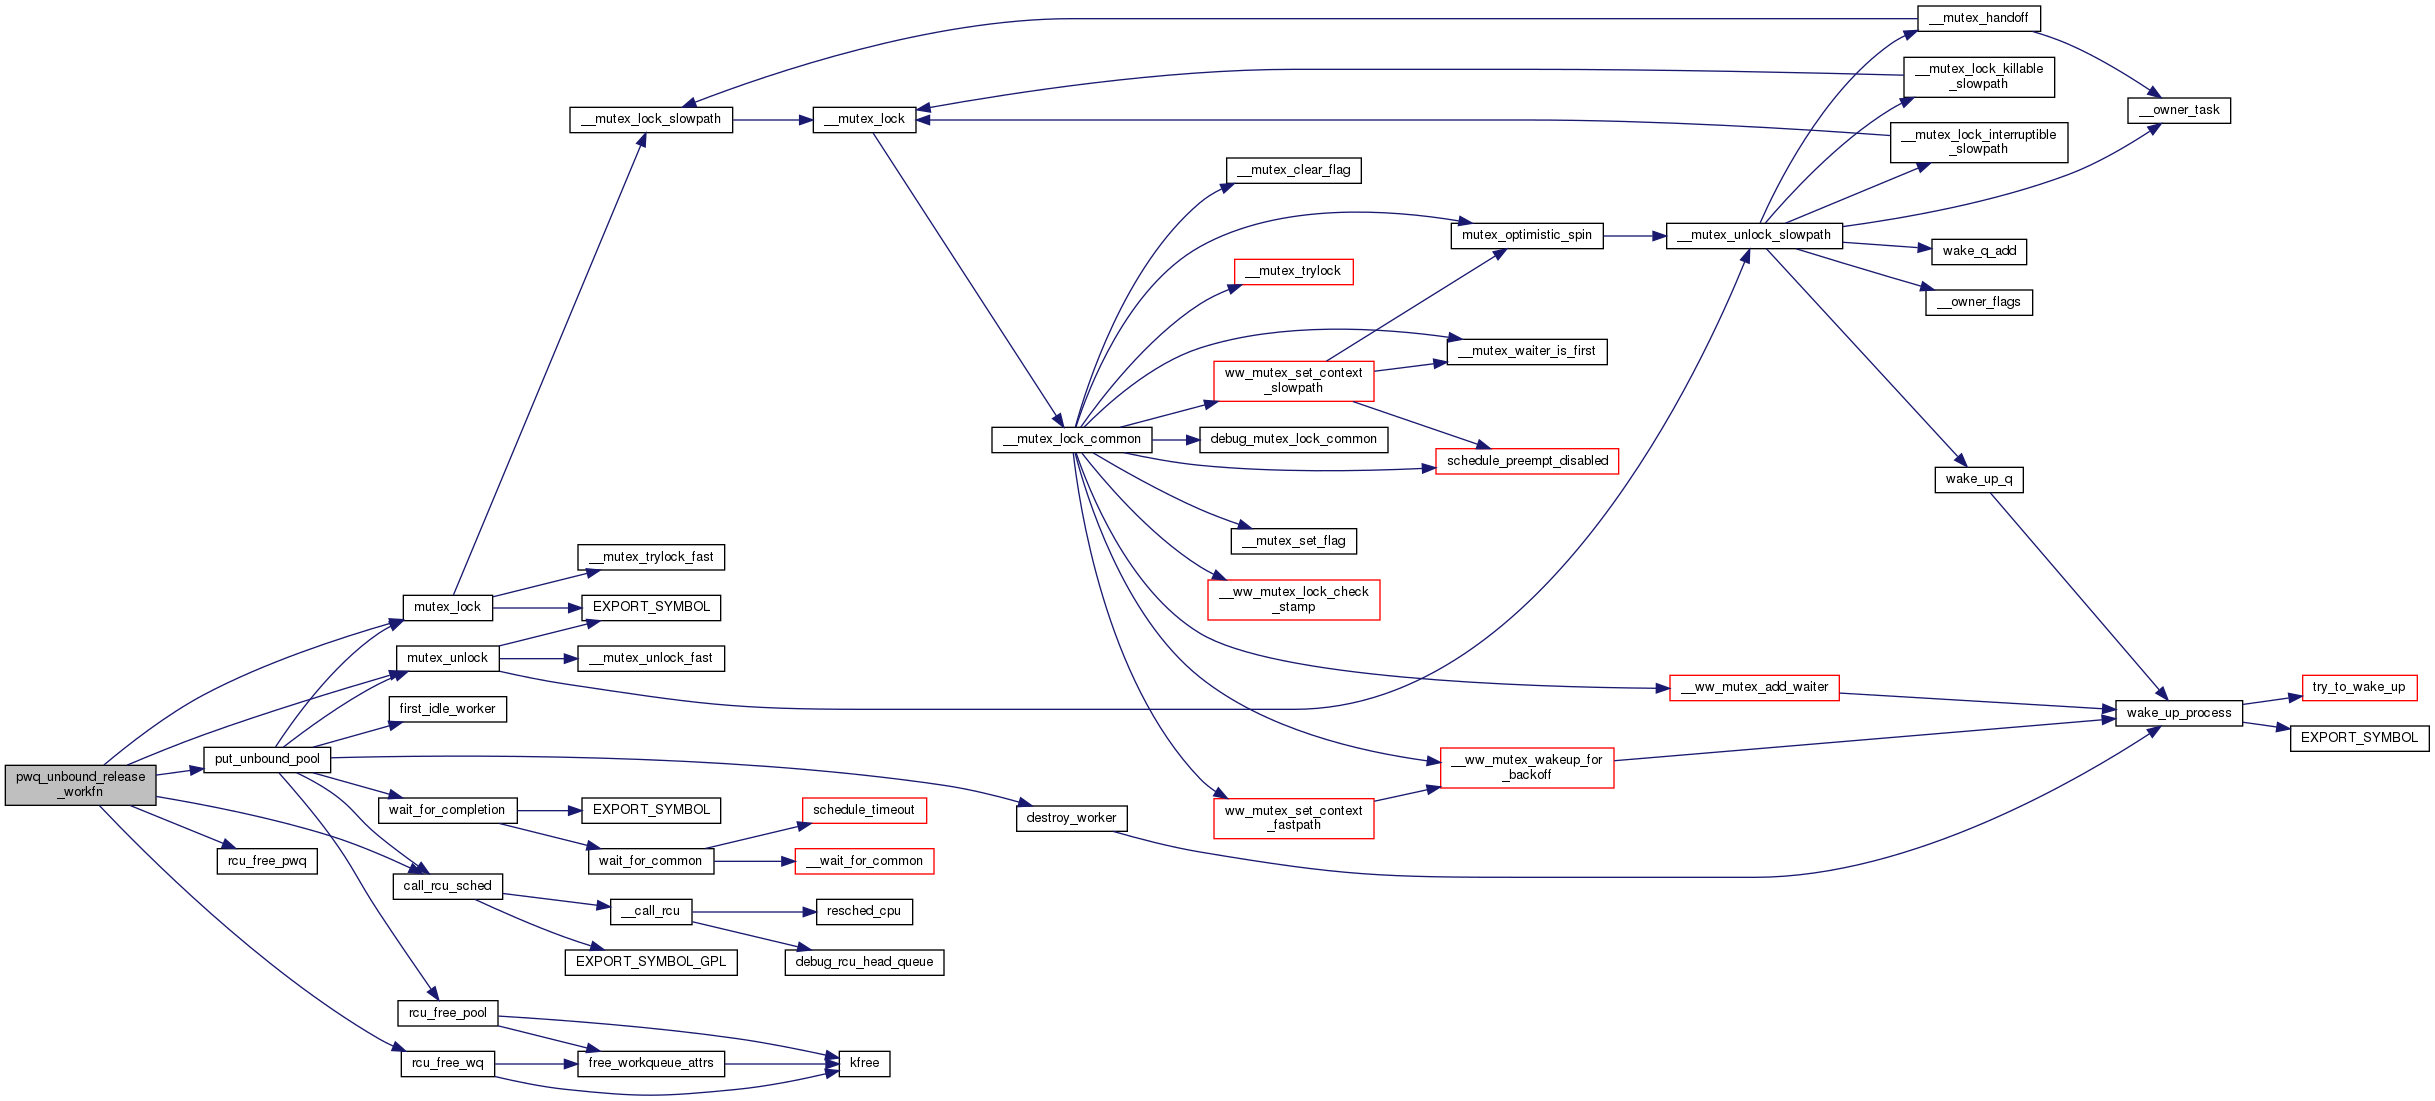 pwq_unbound_release
_workfn
mutex_lock
mutex_unlock
put_unbound_pool
rcu_free_pwq
call_rcu_sched
rcu_free_wq
first_idle_worker
wait_for_completion
rcu_free_pool
__mutex_lock_slowpath
__mutex_trylock_fast
EXPORT_SYMBOL
__mutex_unlock_fast
EXPORT_SYMBOL
wait_for_common
__call_rcu
EXPORT_SYMBOL_GPL
free_workqueue_attrs
__mutex_lock
schedule_timeout
__wait_for_common
resched_cpu
debug_rcu_head_queue
kfree
__mutex_lock_common
destroy_worker
__mutex_clear_flag
__mutex_trylock
ww_mutex_set_context
_slowpath
debug_mutex_lock_common
__mutex_set_flag
__ww_mutex_lock_check
_stamp
ww_mutex_set_context
_fastpath
mutex_optimistic_spin
__mutex_waiter_is_first
schedule_preempt_disabled
__ww_mutex_wakeup_for
_backoff
__mutex_unlock_slowpath
__ww_mutex_add_waiter
__mutex_handoff
__mutex_lock_killable
_slowpath
__mutex_lock_interruptible
_slowpath
wake_q_add
__owner_flags
wake_up_q
__owner_task
wake_up_process
try_to_wake_up
EXPORT_SYMBOL